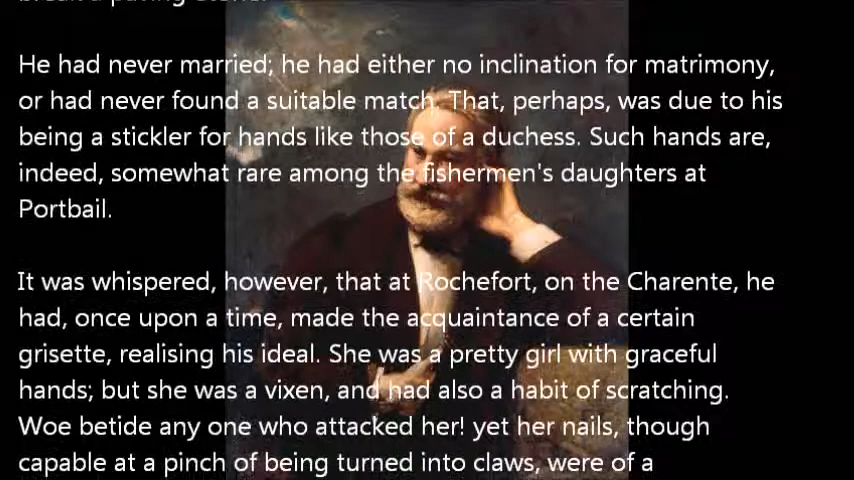 He had never married; he had either no inclination for matrimony,
or had never found a suitable match. That, perhaps, was due to his
being a stickler for hands like those of a duchess. Such hands are,
indeed, somewhat rare among the fishermen's daughters at
Portbail.
It was whispered, however, that at Rochefort, on the Charente, he
had, once upon a time, made the acquaintance of a certain
grisette, realising his ideal. She was a pretty girl with graceful
hands; but she was a vixen, and had also a habit of scratching.
Woe betide any one who attacked her! yet her nails, though
capable at a pinch of being turned into claws, were of a